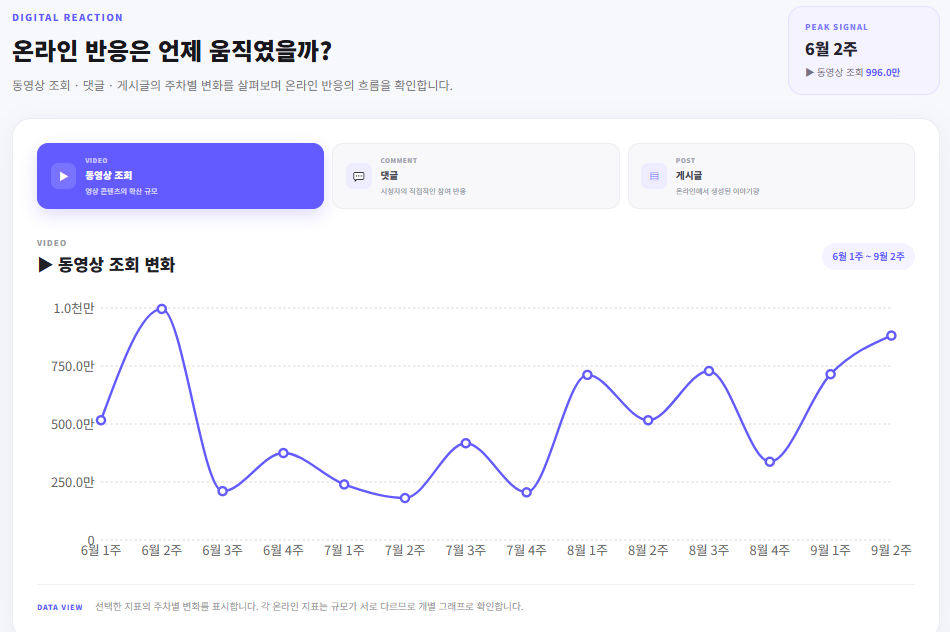 DIGITAL REACTION
온라인 반응은 언제 움직였을까?
동영상 조회 · 댓글 · 게시글의 주차별 변화를 살펴보며 온라인 반응의 흐름을 확인합니다.
PEAK SIGNAL
6월 2주
▶ 동영상 조회 996.0만
VIDEO
동영상 조회
영상 콘텐츠의 확산 규모
COMMENT
댓글
시청자의 직접적인 참여 반응
POST
게시글
온라인에서 생성된 이야기량
VIDEO
▶ 동영상 조회 변화
6월 1주 ~ 9월 2주
1.0천만
750.0만
500.0만
250.0만
0
6월 1주 6월 2주 6월 3주 6월 4주 7월 1주 7월 2주 7월 3주 7월 4주 8월 1주 8월 2주 8월 3주 8월 4주 9월 1주 9월 2주
DATA VIEW 선택한 지표의 주차별 변화를 표시합니다. 각 온라인 지표는 규모가 서로 다르므로 개별 그래프로 확인합니다.